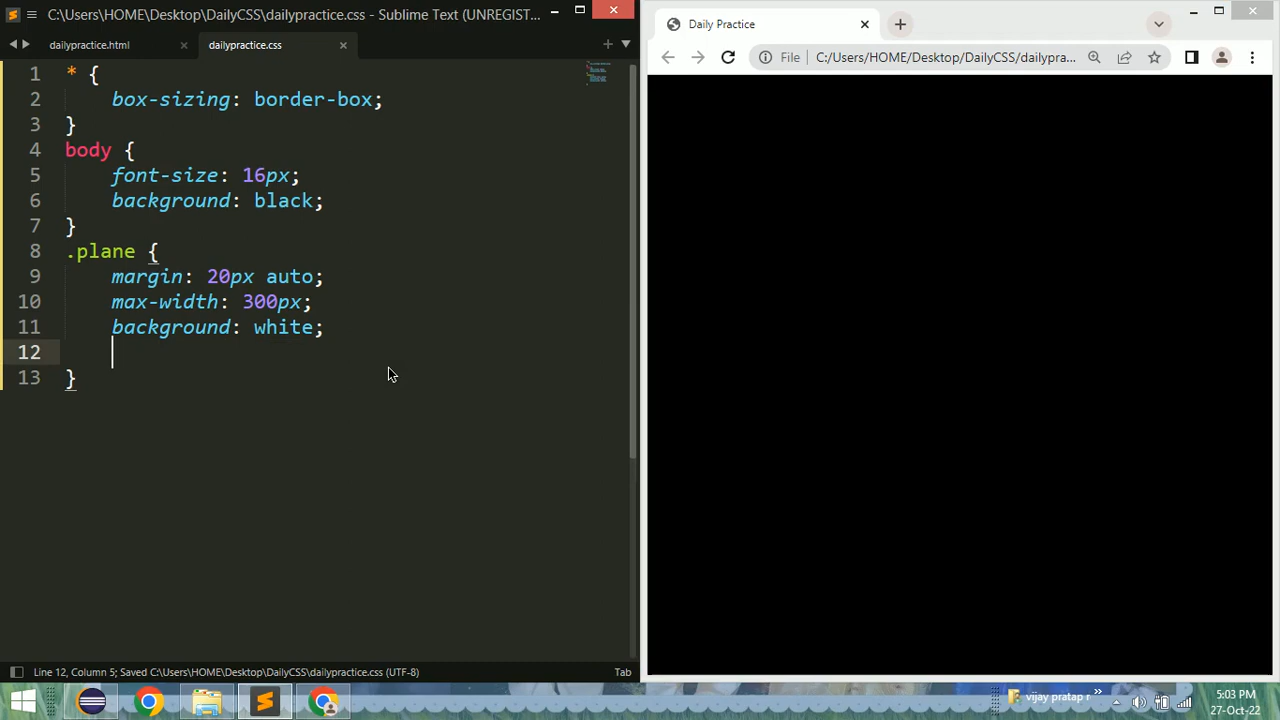 C:\Users\HOME\Desktop\DailyCSS\dailypractice.css - Sublime Text (UNREGIST...
dailypractice.html
dailypractice.css
1 * {
2 box-sizing: border-box;
3 }
4 body {
5 font-size: 16px;
6 background: black;
7 }
8 .plane {
9 margin: 20px auto;
10 max-width: 300px;
11 background: white;
12
13 }
Line 12, Column 5; Saved C:\Users\HOME\Desktop\DailyCSS\dailypractice.css (UTF-8)
Tab
Daily Practice
File
C:/Users/HOME/Desktop/DailyCSS/dailypra...
vijay pratap r
5:03 PM
27-Oct-22